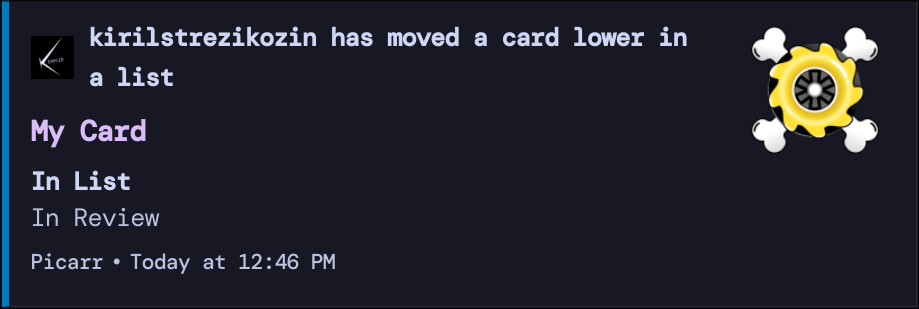 kirilstrezikozin has moved a card lower in
a list
My Card
In List
In Review
Picarr • Today at 12:46 PM